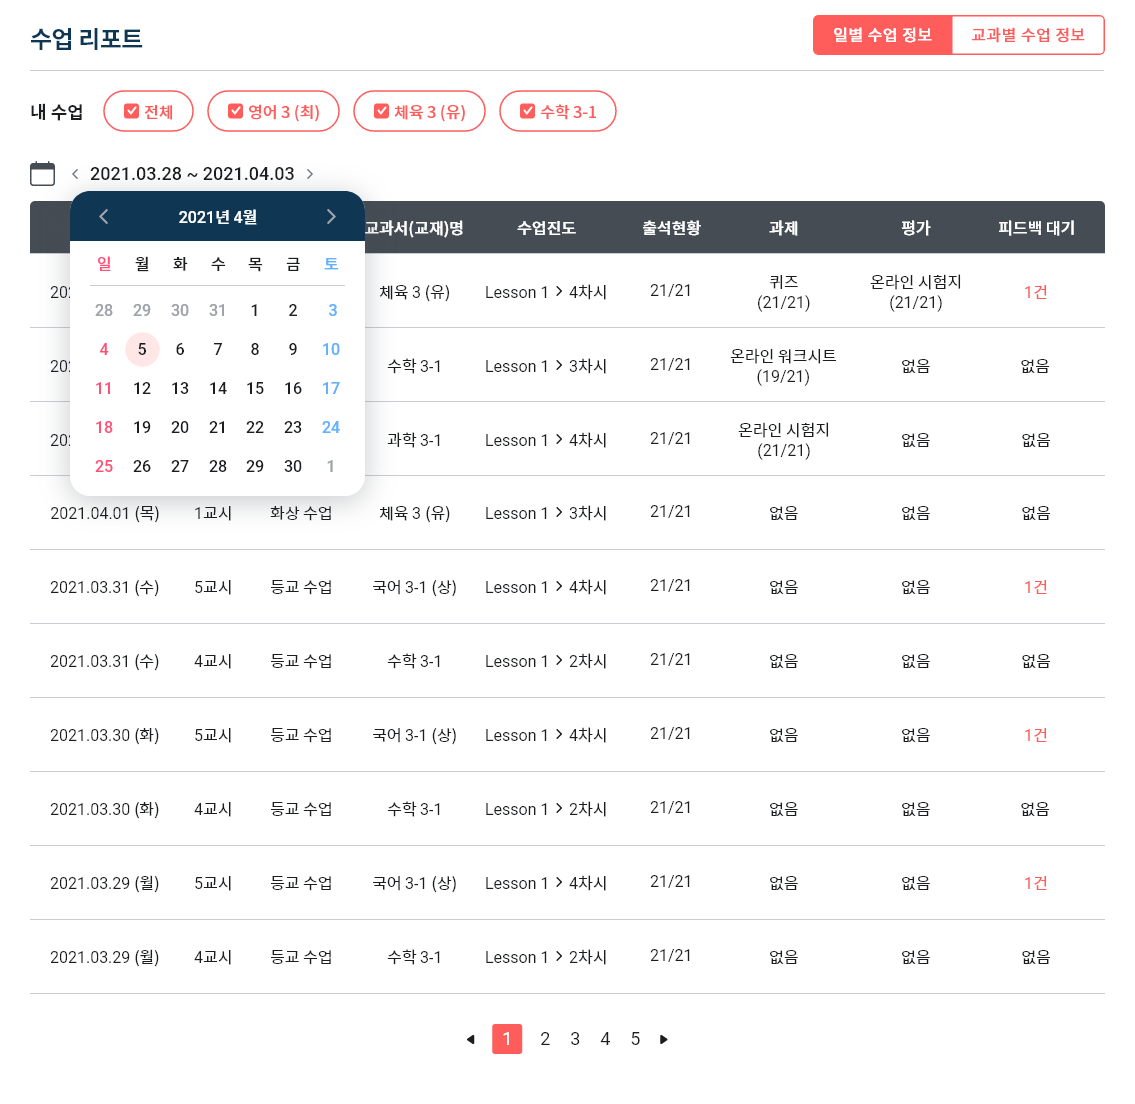 수업 리포트
일별 수업 정보 교과별 수업 정보
내 수업 전체 영어 3 (최) 체육 3 (유) 수학 3-1
2021.03.28 ~ 2021.04.03
2021년 4월
일 월 화 수 목 금 토
28 29 30 31 1 2 3
4 5 6 7 8 9 10
11 12 13 14 15 16 17
18 19 20 21 22 23 24
25 26 27 28 29 30 1
교과서(교재)명 수업진도 출석현황 과제 평가 피드백 대기
체육 3 (유) Lesson 1 > 4차시 21/21 퀴즈 (21/21) 온라인 시험지 (21/21) 1건
수학 3-1 Lesson 1 > 3차시 21/21 온라인 워크시트 (19/21) 없음 없음
과학 3-1 Lesson 1 > 4차시 21/21 온라인 시험지 (21/21) 없음 없음
2021.04.01 (목) 1교시 화상 수업 체육 3 (유) Lesson 1 > 3차시 21/21 없음 없음 없음
2021.03.31 (수) 5교시 등교 수업 국어 3-1 (상) Lesson 1 > 4차시 21/21 없음 없음 1건
2021.03.31 (수) 4교시 등교 수업 수학 3-1 Lesson 1 > 2차시 21/21 없음 없음 없음
2021.03.30 (화) 5교시 등교 수업 국어 3-1 (상) Lesson 1 > 4차시 21/21 없음 없음 1건
2021.03.30 (화) 4교시 등교 수업 수학 3-1 Lesson 1 > 2차시 21/21 없음 없음 없음
2021.03.29 (월) 5교시 등교 수업 국어 3-1 (상) Lesson 1 > 4차시 21/21 없음 없음 1건
2021.03.29 (월) 4교시 등교 수업 수학 3-1 Lesson 1 > 2차시 21/21 없음 없음 없음
1 2 3 4 5